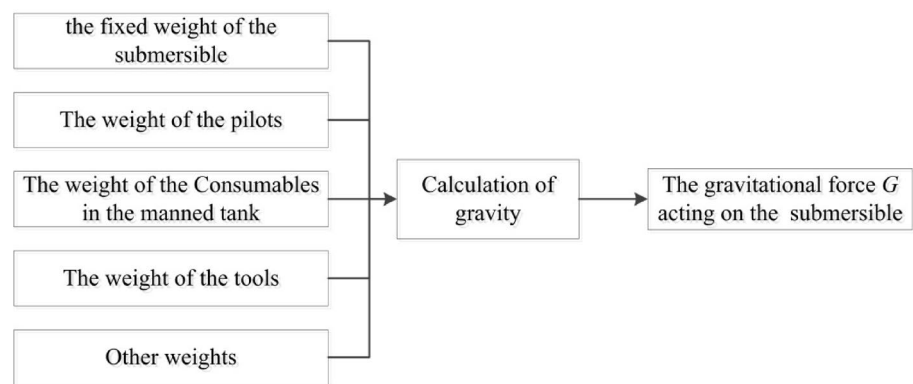 the fixed weight of the
submersible
The weight of the pilots
The weight of the Consumables
in the manned tank
The weight of the tools
Other weights
Calculation of
gravity
The gravitational force G
acting on the submersible